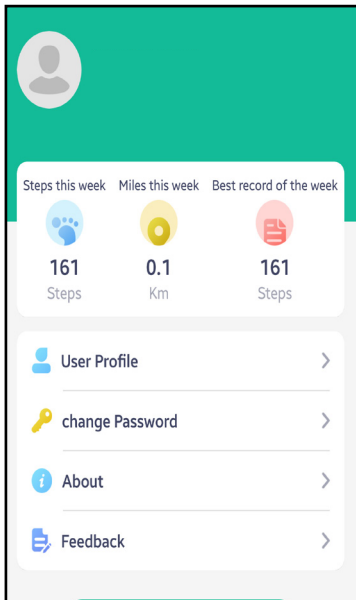 Steps this week Miles this week Best record of the week
161 0.1 161
Steps Km Steps
User Profile
change Password
About
Feedback